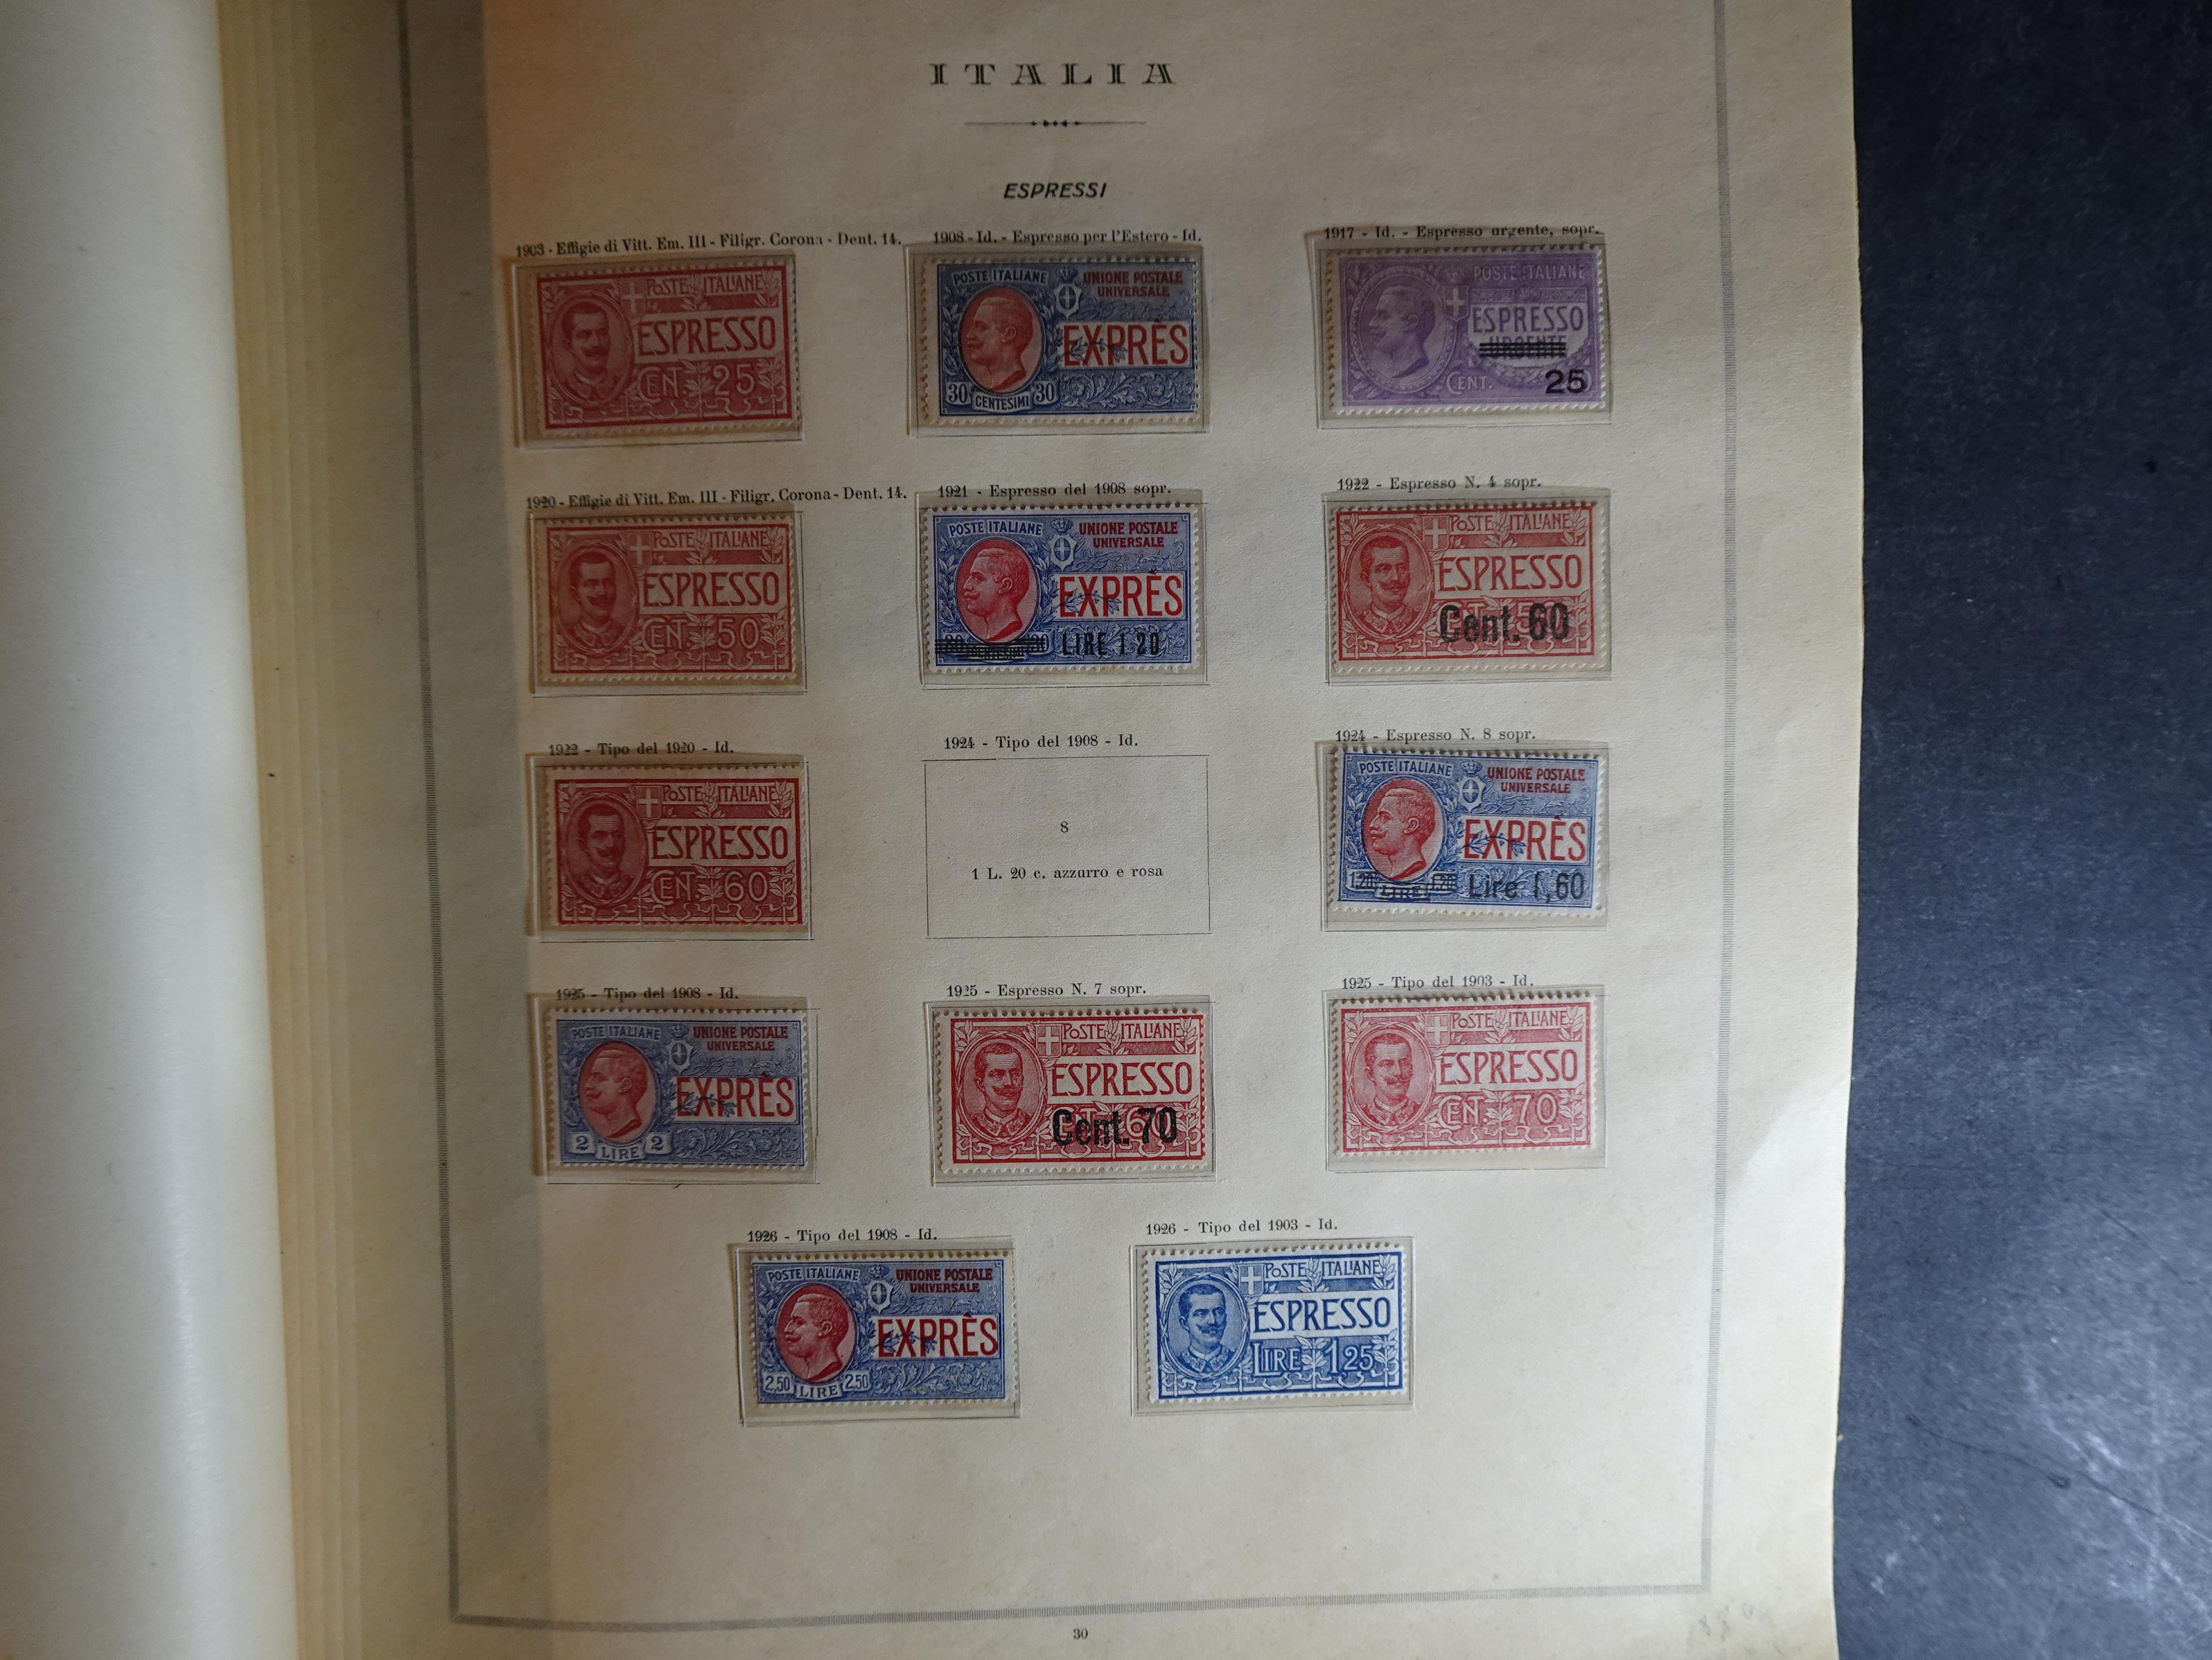 ITALIA
ESPRESSI
1903 - Effigie di Vitt. Em. III - Filigr. Corona - Dent. 14.
1908 - Id. - Espresso per l'Estero - Id.
1917 - Id. - Espresso urgente, sopr.
POSTE ITALIANE
ESPRESSO
CENT. 25
POSTE ITALIANE
UNIONE POSTALE
UNIVERSALE
EXPRÈS
30 CENTESIMI 30
POSTE ITALIANE
ESPRESSO
URGENTE
CENT. 25
1920 - Effigie di Vitt. Em. III - Filigr. Corona - Dent. 14.
1921 - Espresso del 1908 sopr.
1922 - Espresso N. 4 sopr.
POSTE ITALIANE
ESPRESSO
CENT. 50
POSTE ITALIANE
UNIONE POSTALE
UNIVERSALE
EXPRÈS
30 30 LIRE 1.20
POSTE ITALIANE
ESPRESSO
Cent. 60
1922 - Tipo del 1920 - Id.
1924 - Tipo del 1908 - Id.
1924 - Espresso N. 8 sopr.
POSTE ITALIANE
ESPRESSO
CENT. 60
8
1 L. 20 c. azzurro e rosa
POSTE ITALIANE
UNIONE POSTALE
UNIVERSALE
EXPRÈS
1,20 LIRE 1,20 Lire 1,60
1925 - Tipo del 1908 - Id.
1925 - Espresso N. 7 sopr.
1925 - Tipo del 1903 - Id.
POSTE ITALIANE
UNIONE POSTALE
UNIVERSALE
EXPRÈS
2 LIRE 2
POSTE ITALIANE
ESPRESSO
Cent. 70
POSTE ITALIANE
ESPRESSO
CENT. 70
1926 - Tipo del 1908 - Id.
1926 - Tipo del 1903 - Id.
POSTE ITALIANE
UNIONE POSTALE
UNIVERSALE
EXPRÈS
2,50 LIRE 2,50
POSTE ITALIANE
ESPRESSO
LIRE 1,25
30